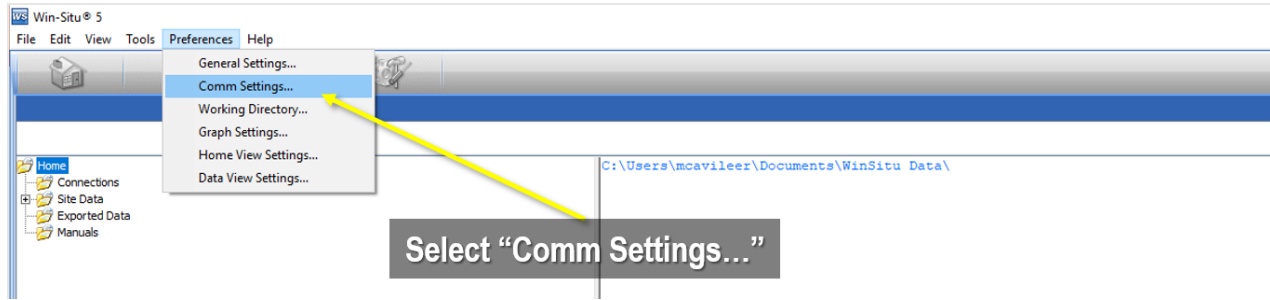 WS Win-Situ® 5
File Edit View Tools Preferences Help
General Settings...
Comm Settings...
Working Directory...
Graph Settings...
Home View Settings...
Data View Settings...
Home
Connections
Site Data
Exported Data
Manuals
C:\Users\mcavileer\Documents\WinSitu Data\
Select “Comm Settings…”